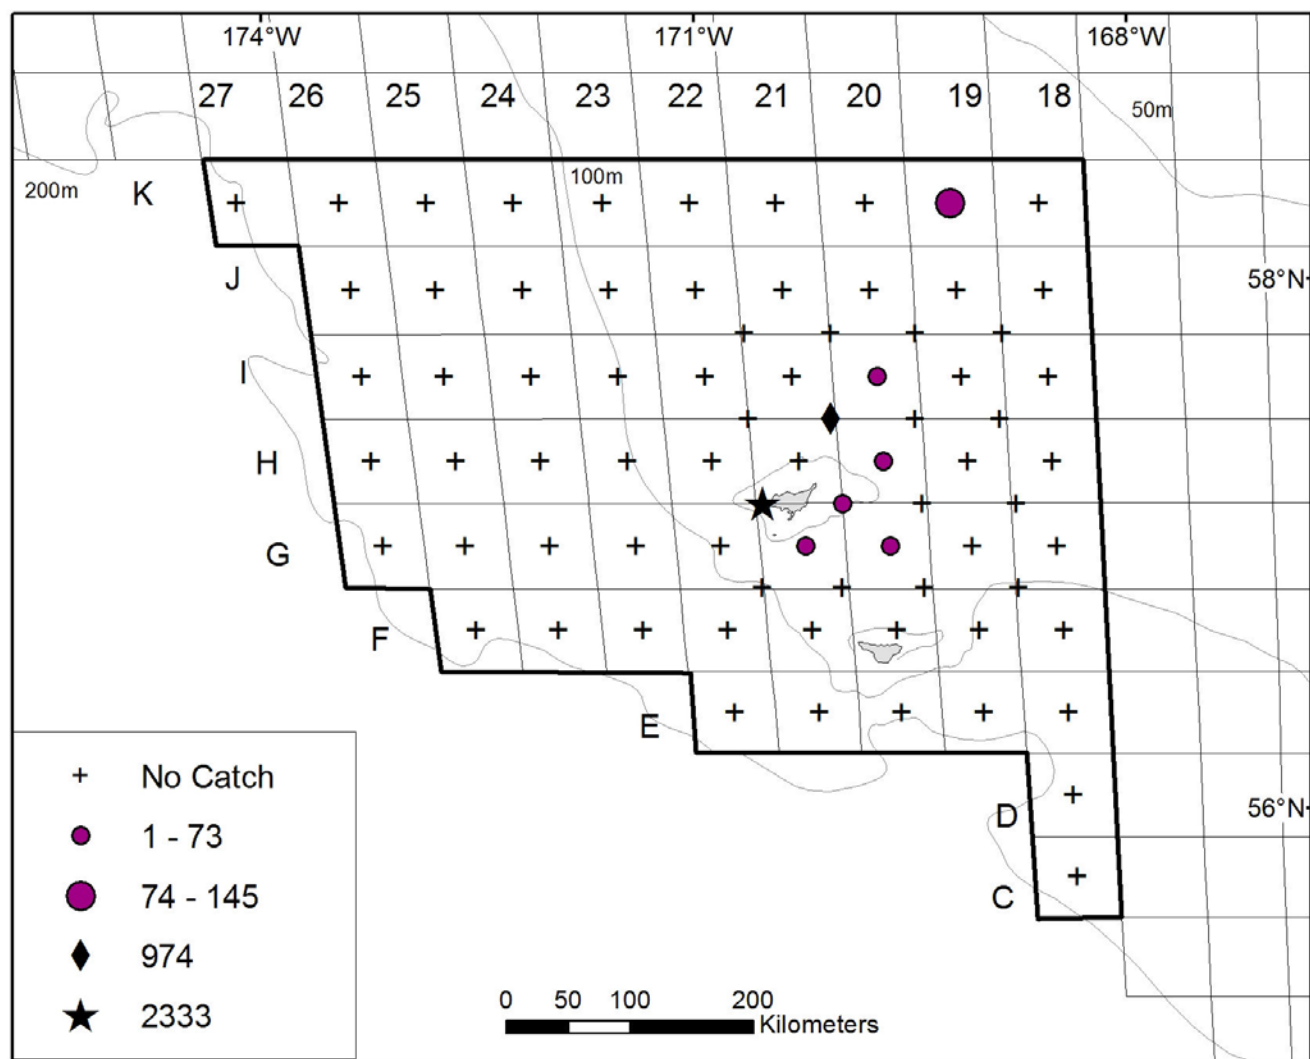 174°W 171°W 168°W
27 26 25 24 23 22 21 20 19 18
50m
100m
200m
K
J
58°N
I
H
G
F
E
D
56°N
C
No Catch
1 - 73
74 - 145
974
2333
0 50 100 200
Kilometers